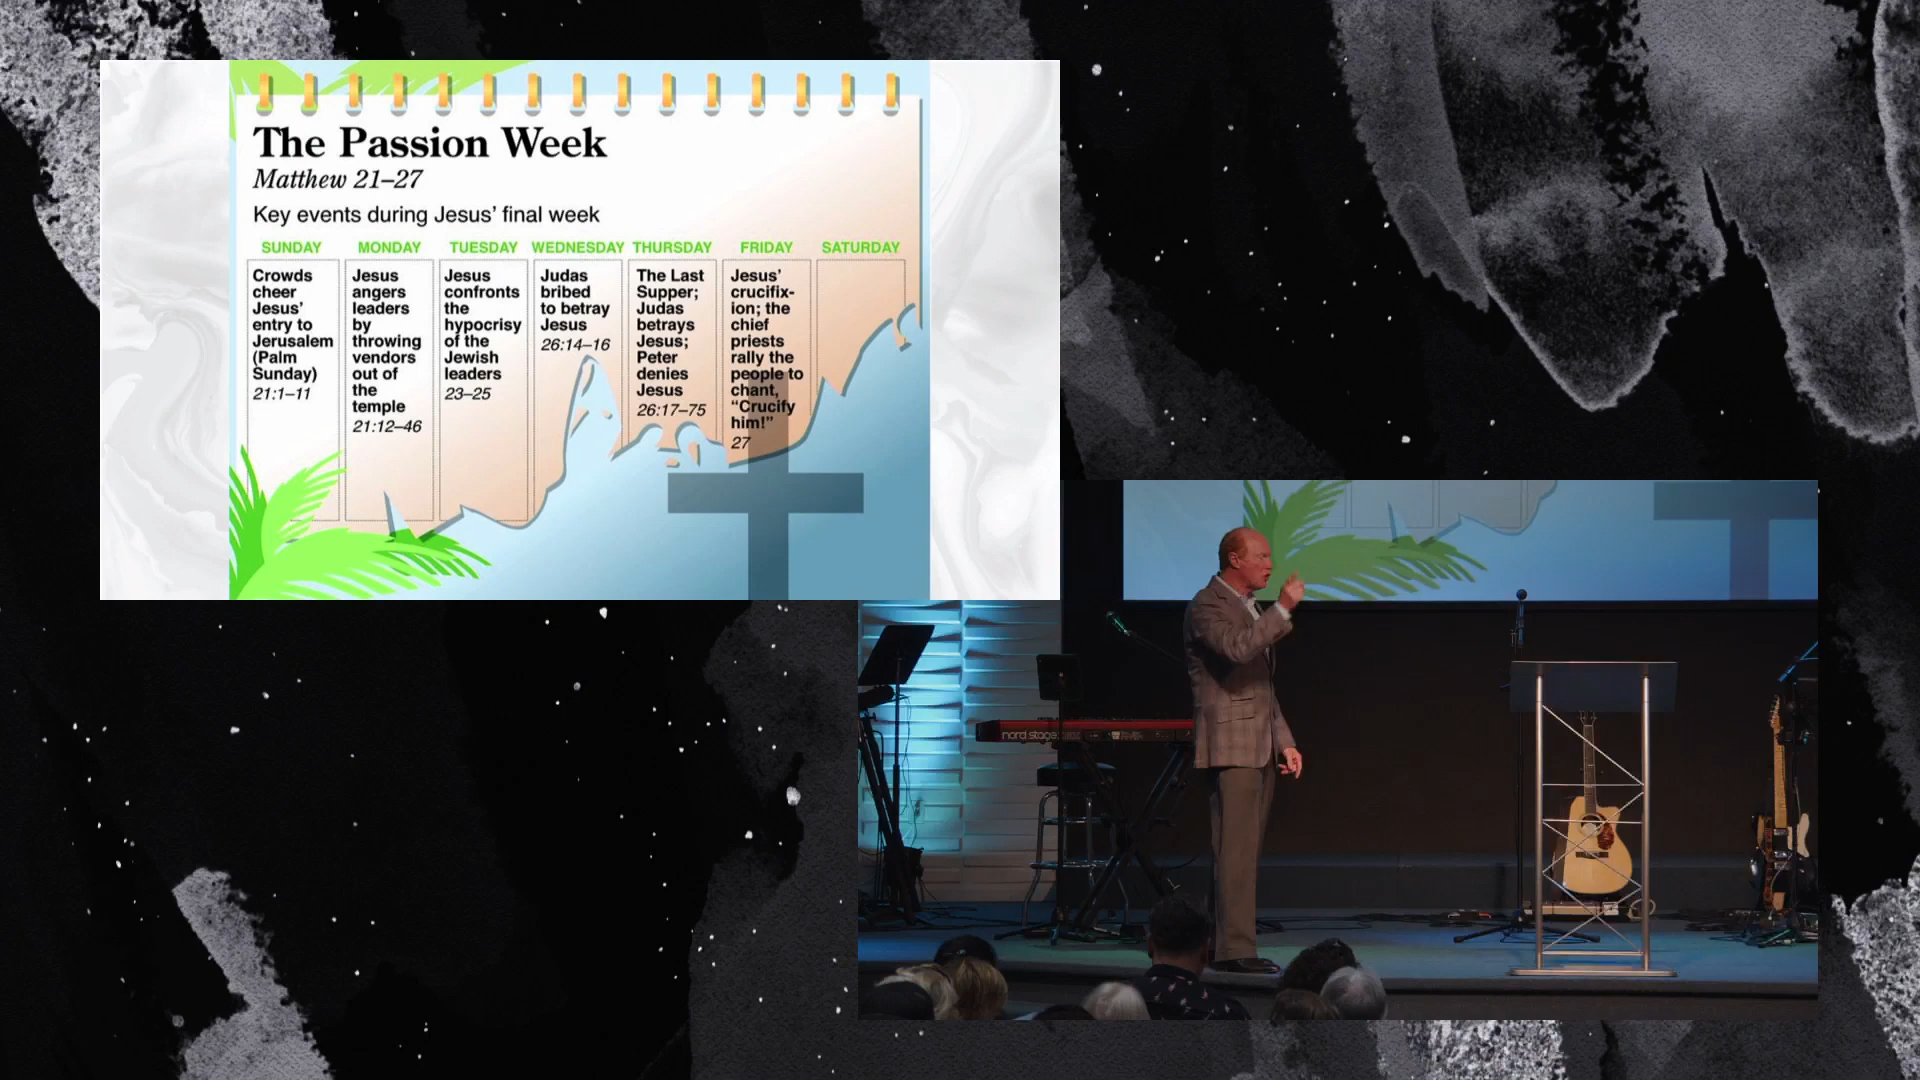 The Passion Week
Matthew 21–27
Key events during Jesus' final week
SUNDAY MONDAY TUESDAY WEDNESDAY THURSDAY FRIDAY SATURDAY
Crowds
cheer
Jesus'
entry to
Jerusalem
(Palm
Sunday)
21:1–11
Jesus
angers
leaders
by
throwing
vendors
out of
the
temple
21:12–46
Jesus
confronts
the
hypocrisy
of the
Jewish
leaders
23–25
Judas
bribed
to betray
Jesus
26:14–16
The Last
Supper;
Judas
betrays
Jesus;
Peter
denies
Jesus
26:17–75
Jesus'
crucifix-
ion; the
chief
priests
rally the
people to
chant,
“Crucify
him!”
27
nord stage